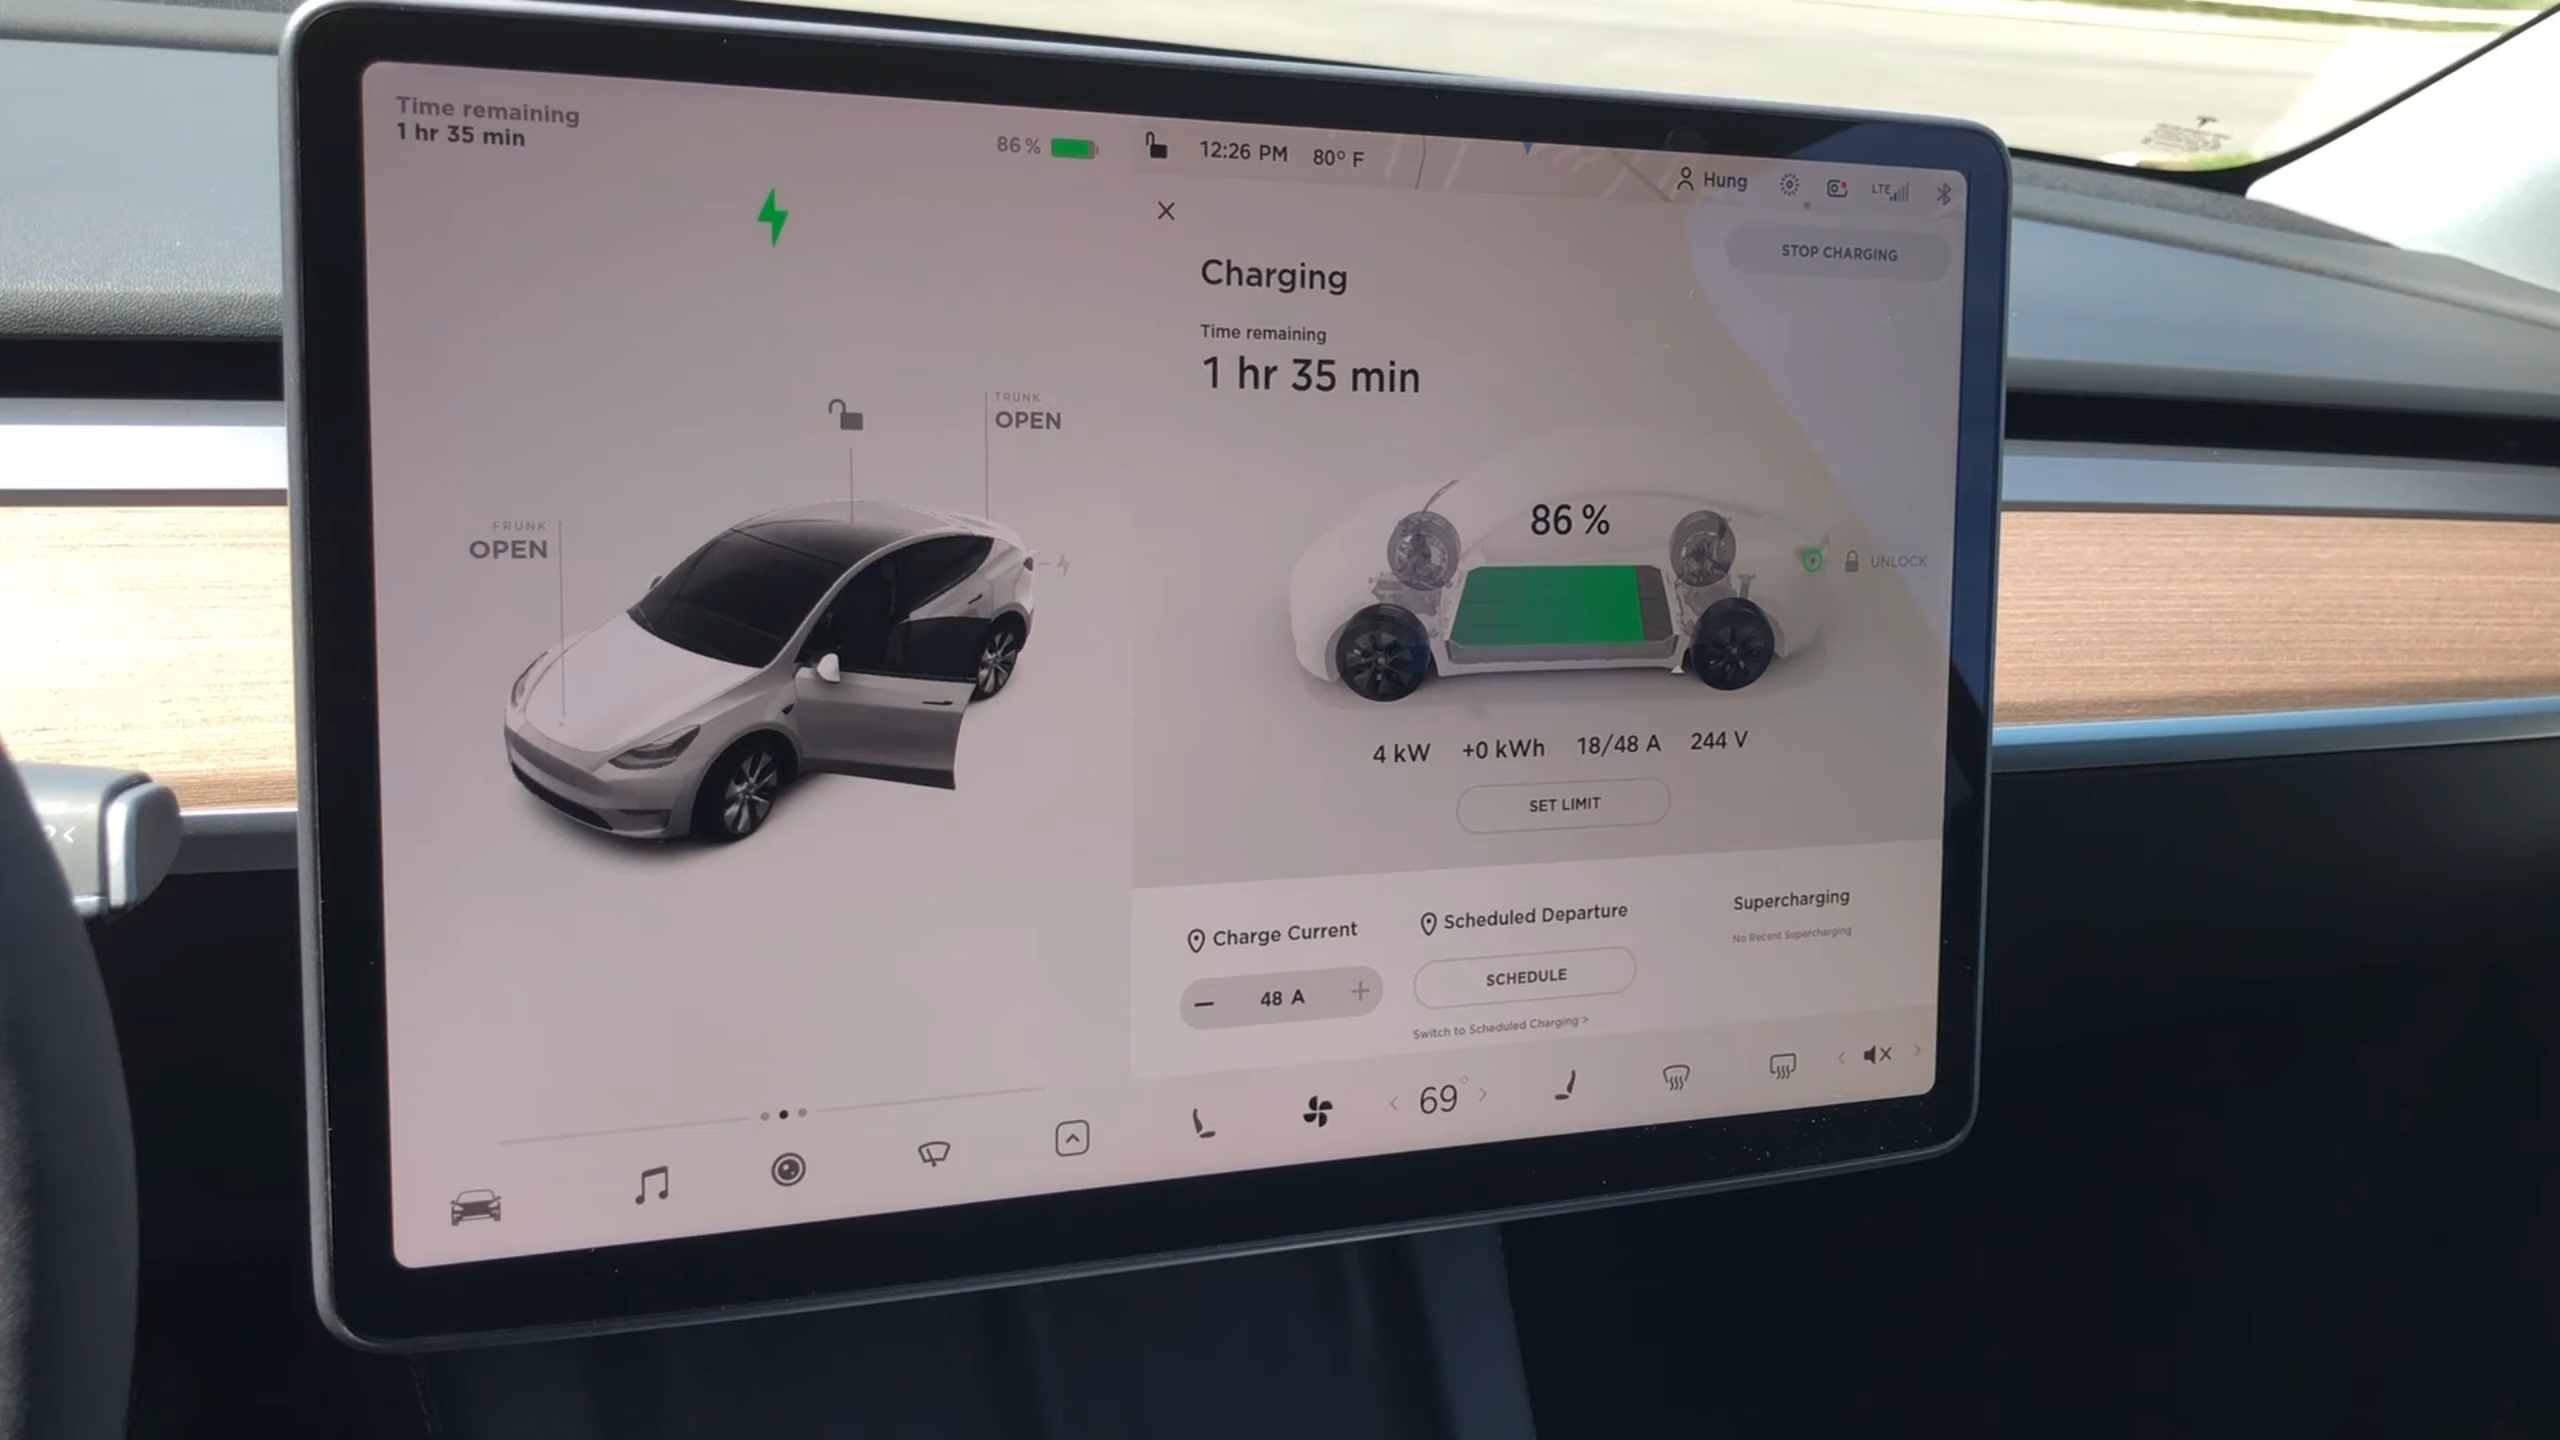 Time remaining
1 hr 35 min
86 %
12:26 PM
80° F
Hung
LTE
STOP CHARGING
Charging
Time remaining
1 hr 35 min
TRUNK
OPEN
FRUNK
OPEN
86 %
UNLOCK
4 kW +0 kWh 18/48 A 244 V
SET LIMIT
Charge Current
48 A
Scheduled Departure
SCHEDULE
Switch to Scheduled Charging >
Supercharging
No Recent Supercharging
69°